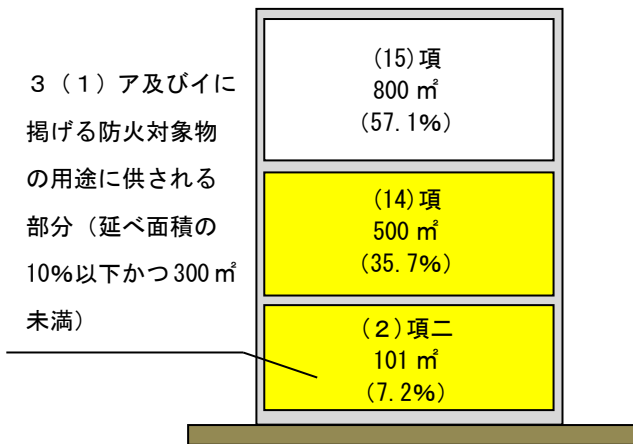 ３（１）ア及びイに
掲げる防火対象物
の用途に供される
部分（延べ面積の
10%以下かつ300㎡
未満）
(15)項
800㎡
(57.1%)
(14)項
500㎡
(35.7%)
(２)項ニ
101㎡
(7.2%)